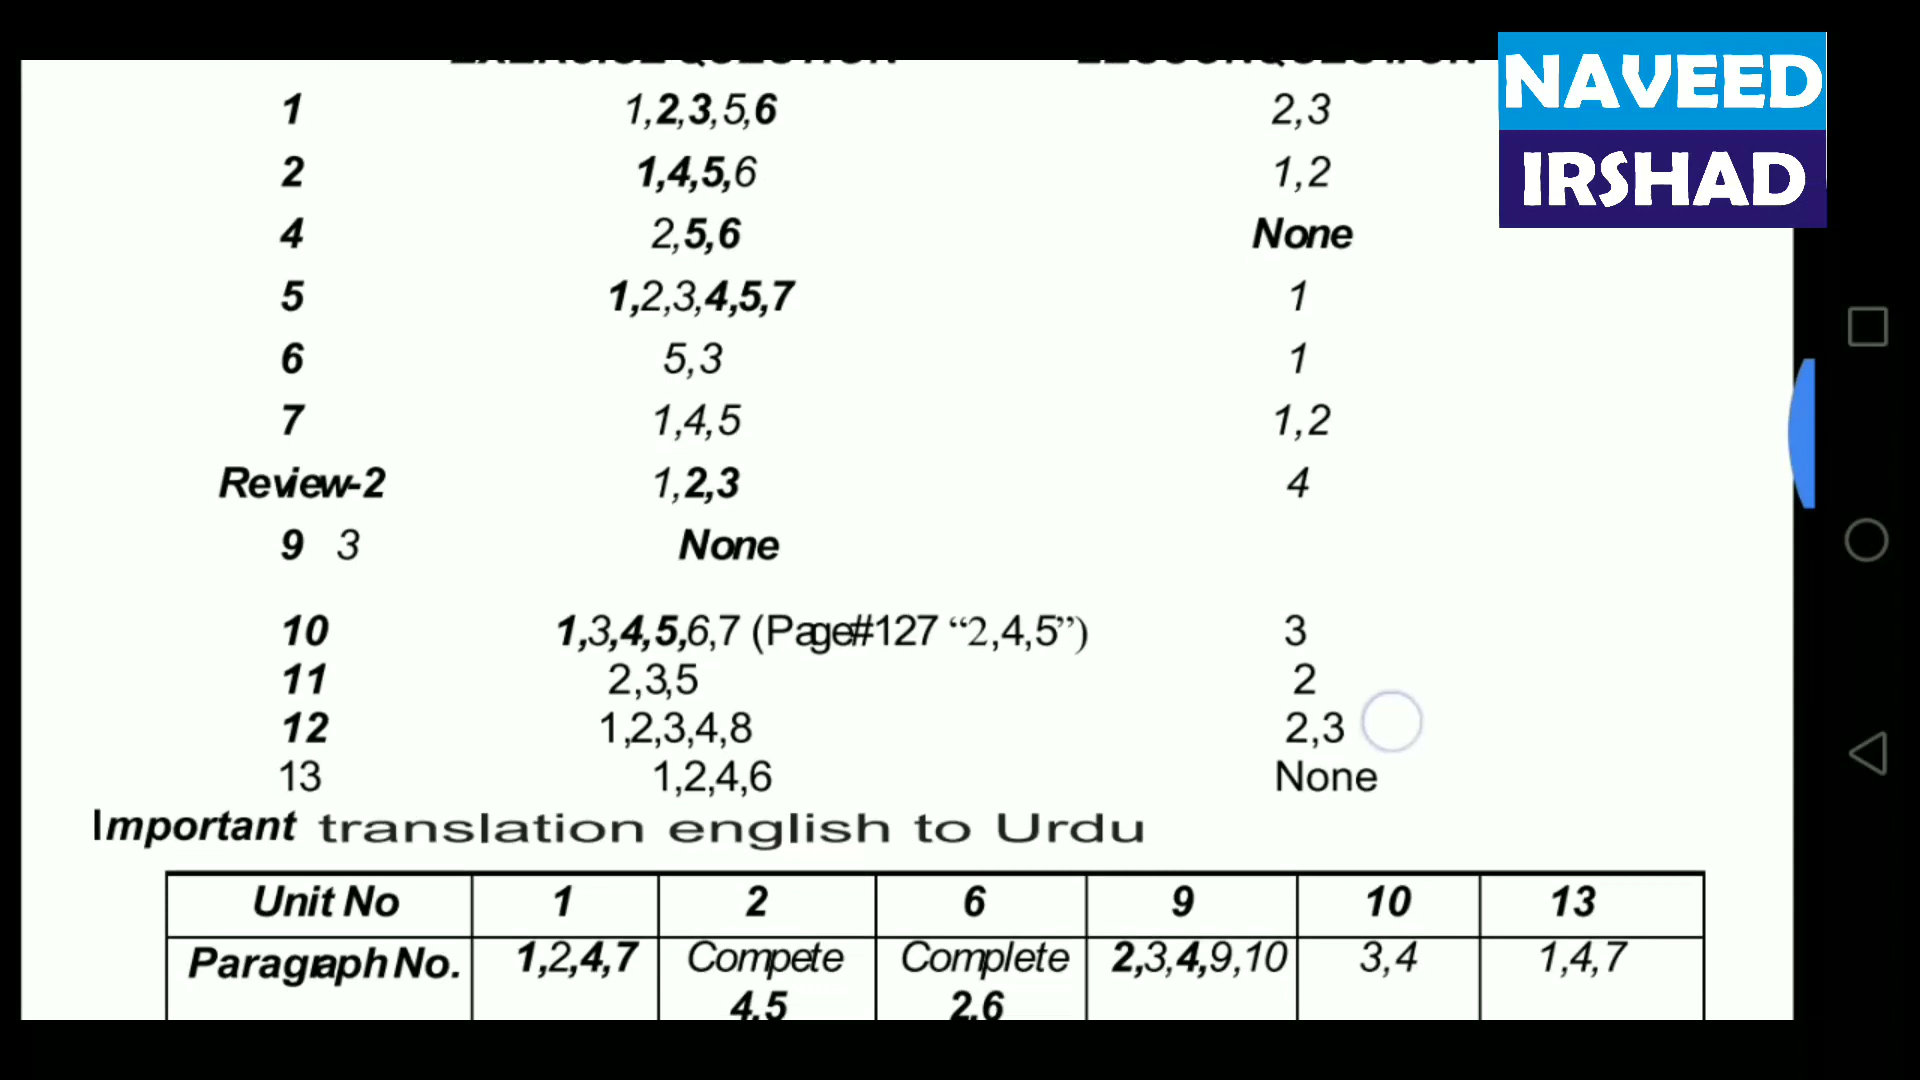 EXERCISE QUESTION LESSON QUESTION
NAVEED
IRSHAD
1 1,2,3,5,6 2,3
2 1,4,5,6 1,2
4 2,5,6 None
5 1,2,3,4,5,7 1
6 5,3 1
7 1,4,5 1,2
Review-2 1,2,3 4
9 3 None
10 1,3,4,5,6,7 (Page#127 “2,4,5”) 3
11 2,3,5 2
12 1,2,3,4,8 2,3
13 1,2,4,6 None
Important translation english to Urdu
Unit No 1 2 6 9 10 13
Paragraph No. 1,2,4,7 Compete Complete 2,3,4,9,10 3,4 1,4,7
4,5 2,6